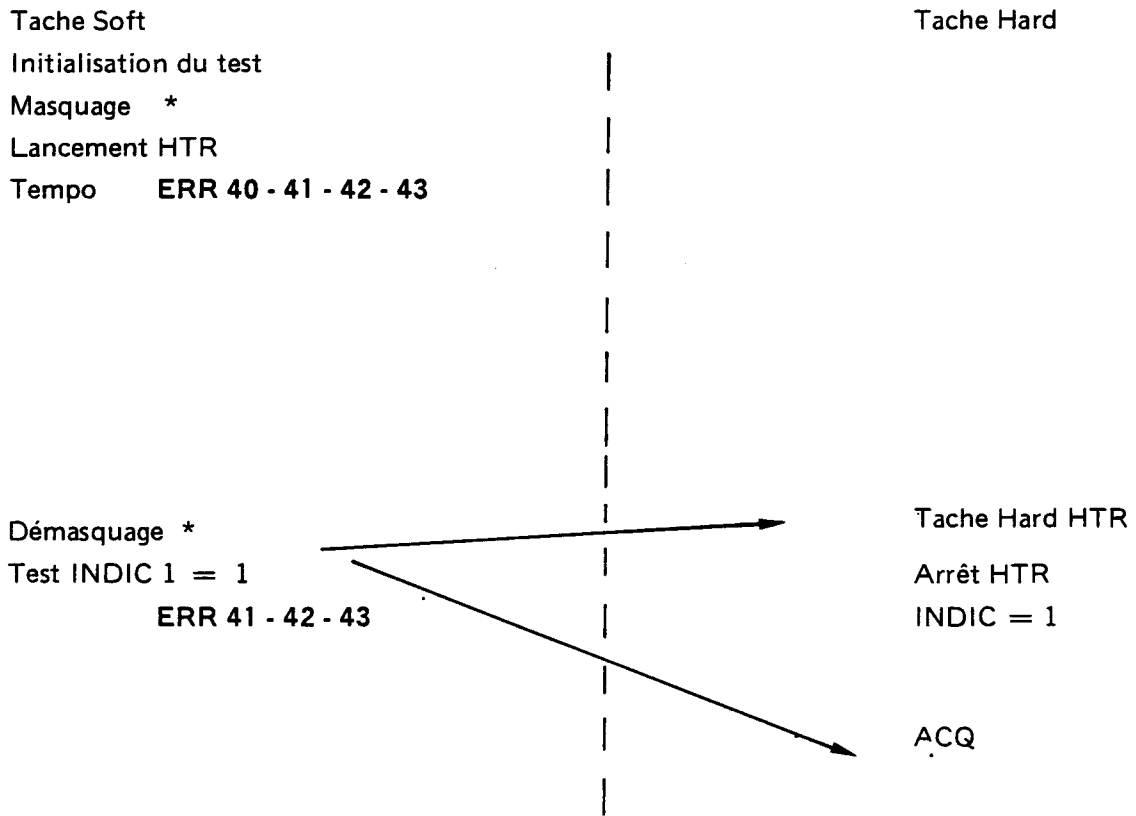 Tache Soft
Tache Hard
Initialisation du test
Masquage *
Lancement HTR
Tempo ERR 40 - 41 - 42 - 43
Démasquage *
Tache Hard HTR
Test INDIC 1 = 1
Arrêt HTR
ERR 41 - 42 - 43
INDIC = 1
ACQ